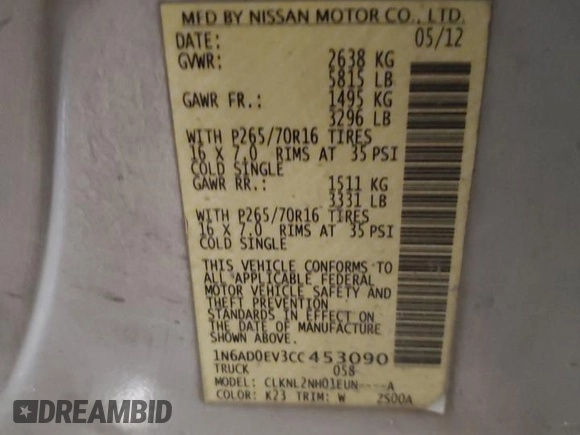 MFD BY NISSAN MOTOR CO., LTD.
DATE: 05/12
GVWR: 2638 KG
5815 LB
GAWR FR.: 1495 KG
3296 LB
WITH P265/70R16 TIRES
16 X 7.0 RIMS AT 35 PSI
COLD SINGLE
GAWR RR.: 1511 KG
3331 LB
WITH P265/70R16 TIRES
16 X 7.0 RIMS AT 35 PSI
COLD SINGLE
THIS VEHICLE CONFORMS TO
ALL APPLICABLE FEDERAL
MOTOR VEHICLE SAFETY AND
THEFT PREVENTION
STANDARDS IN EFFECT ON
THE DATE OF MANUFACTURE
SHOWN ABOVE.
1N6AD0EV3CC453090
TRUCK 058
MODEL: CLKNL2NH01EUN----A
COLOR: K23 TRIM: W 2S00A
DREAMBID